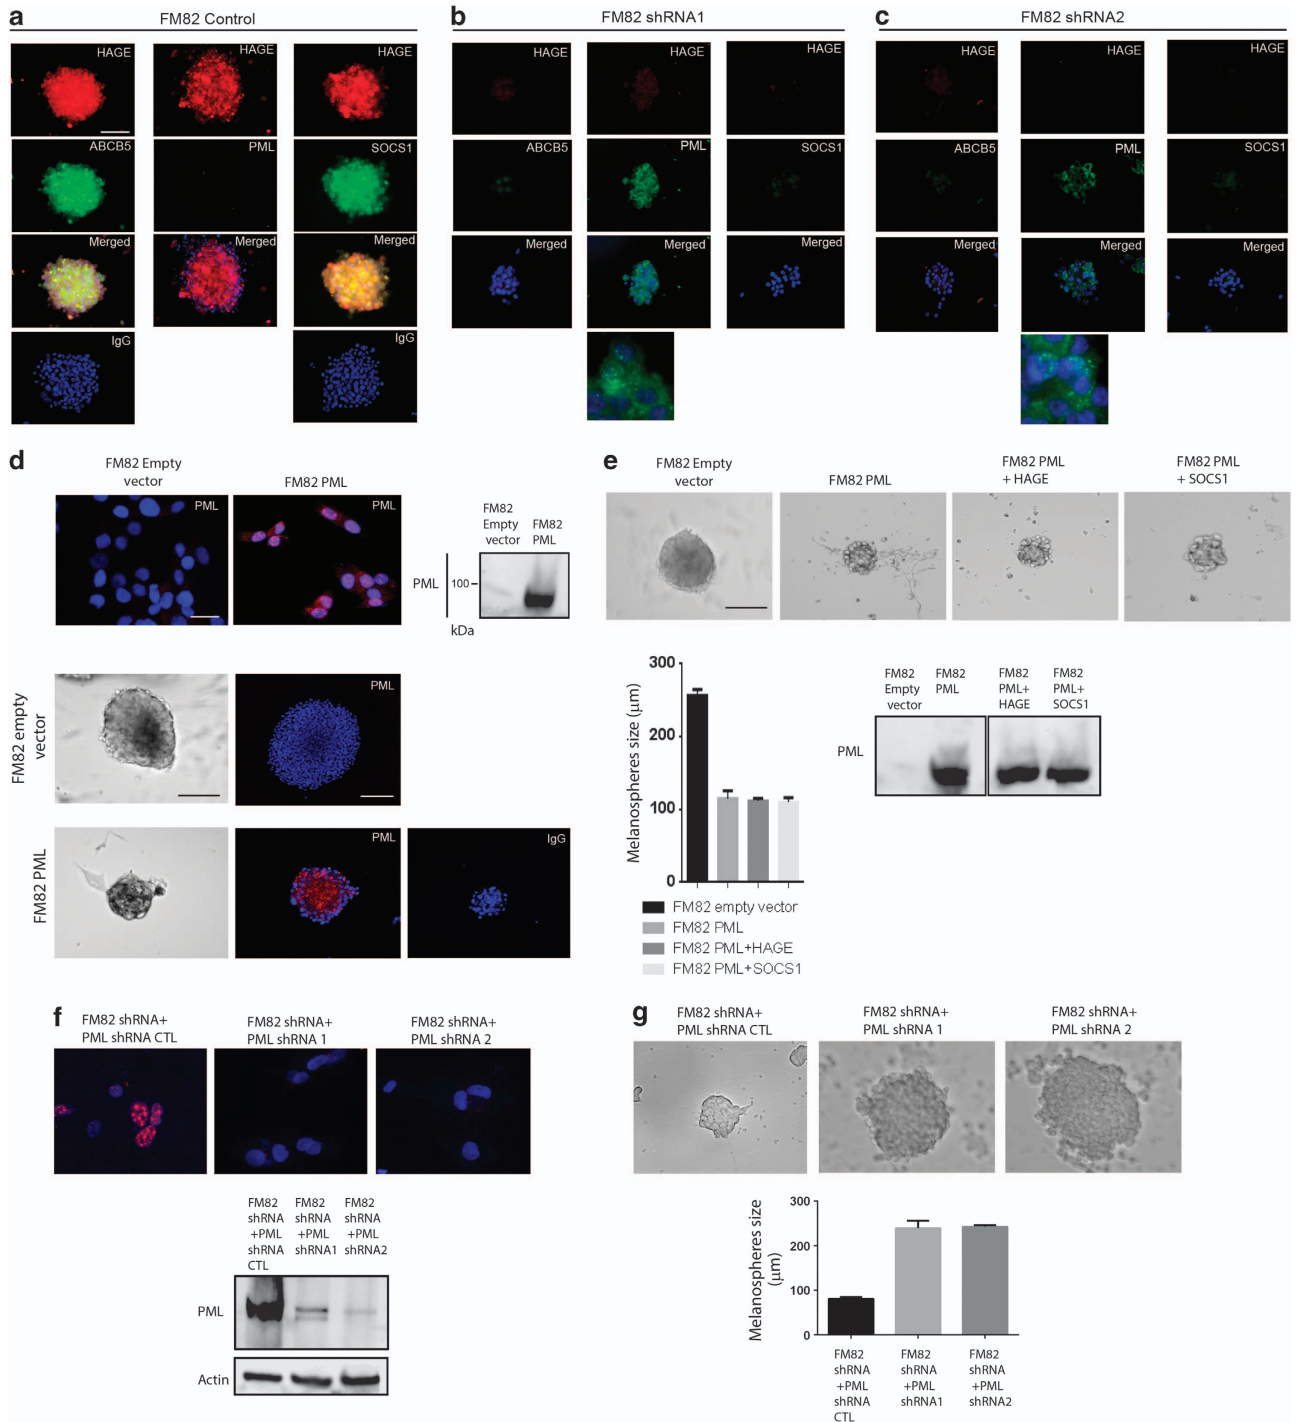 a
FM82 Control
HAGE
HAGE
HAGE
ABCB5
PML
SOCS1
Merged
Merged
Merged
IgG
IgG
b
FM82 shRNA1
HAGE
HAGE
HAGE
ABCB5
PML
SOCS1
Merged
Merged
Merged
c
FM82 shRNA2
HAGE
HAGE
HAGE
ABCB5
PML
SOCS1
Merged
Merged
Merged
d
FM82 Empty
vector
FM82 PML
PML
PML
FM82
Empty
vector
FM82
PML
PML
100
kDa
FM82 empty
vector
PML
FM82 PML
PML
IgG
e
FM82 Empty
vector
FM82 PML
FM82 PML
+ HAGE
FM82 PML
+ SOCS1
Melanospheres size (μm)
300
200
100
0
FM82 empty vector
FM82 PML
FM82 PML+HAGE
FM82 PML+SOCS1
FM82
Empty
vector
FM82
PML
FM82
PML+
HAGE
FM82
PML+
SOCS1
PML
f
FM82 shRNA+
PML shRNA CTL
FM82 shRNA+
PML shRNA 1
FM82 shRNA+
PML shRNA 2
FM82
shRNA
+PML
shRNA
CTL
FM82
shRNA
+PML
shRNA1
FM82
shRNA
+PML
shRNA2
PML
Actin
g
FM82 shRNA+
PML shRNA CTL
FM82 shRNA+
PML shRNA 1
FM82 shRNA+
PML shRNA 2
Melanospheres size
(μm)
300
200
100
0
FM82
shRNA
+PML
shRNA
CTL
FM82
shRNA
+PML
shRNA1
FM82
shRNA
+PML
shRNA2